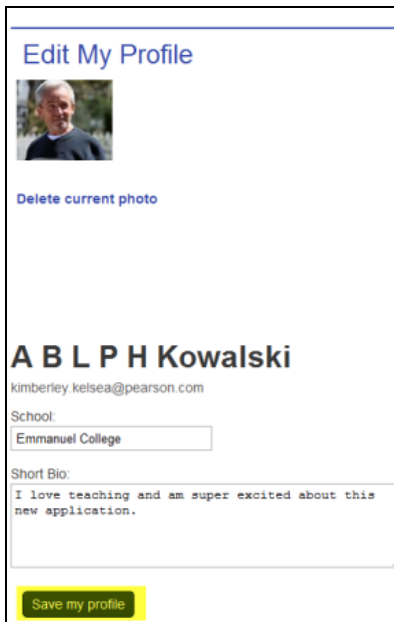 Edit My Profile
Delete current photo
A B L P H Kowalski
kimberley.kelsea@pearson.com
School:
Emmanuel College
Short Bio:
I love teaching and am super excited about this
new application.
Save my profile